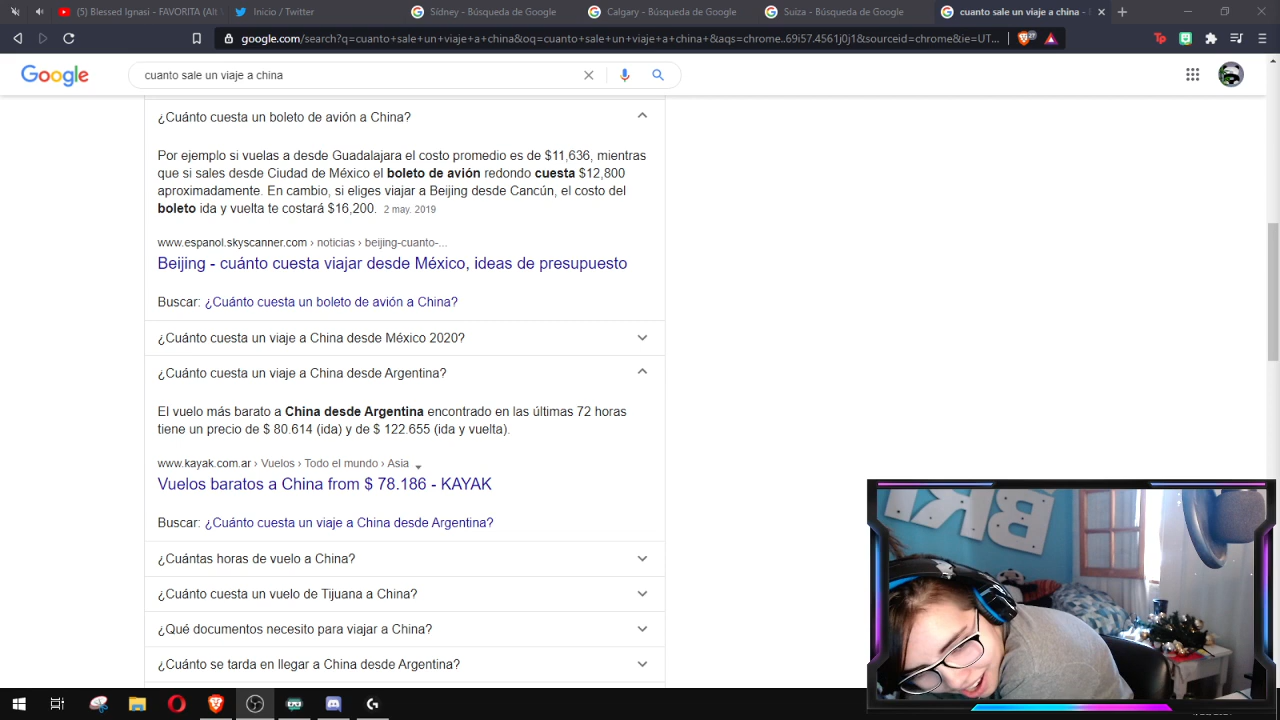 (5) Blessed Ignasi - FAVORITA (Alt
Inicio / Twitter
Sídney - Búsqueda de Google
Calgary - Búsqueda de Google
Suiza - Búsqueda de Google
cuanto sale un viaje a china -
google.com/search?q=cuanto+sale+un+viaje+a+china&oq=cuanto+sale+un+viaje+a+china+&aqs=chrome..69i57.4561j0j1&sourceid=chrome&ie=UT...
Google
cuanto sale un viaje a china
¿Cuánto cuesta un boleto de avión a China?
Por ejemplo si vuelas a desde Guadalajara el costo promedio es de $11,636, mientras
que si sales desde Ciudad de México el boleto de avión redondo cuesta $12,800
aproximadamente. En cambio, si eliges viajar a Beijing desde Cancún, el costo del
boleto ida y vuelta te costará $16,200. 2 may. 2019
www.espanol.skyscanner.com › noticias › beijing-cuanto-...
Beijing - cuánto cuesta viajar desde México, ideas de presupuesto
Buscar: ¿Cuánto cuesta un boleto de avión a China?
¿Cuánto cuesta un viaje a China desde México 2020?
¿Cuánto cuesta un viaje a China desde Argentina?
El vuelo más barato a China desde Argentina encontrado en las últimas 72 horas
tiene un precio de $ 80.614 (ida) y de $ 122.655 (ida y vuelta).
www.kayak.com.ar › Vuelos › Todo el mundo › Asia
Vuelos baratos a China from $ 78.186 - KAYAK
Buscar: ¿Cuánto cuesta un viaje a China desde Argentina?
¿Cuántas horas de vuelo a China?
¿Cuánto cuesta un vuelo de Tijuana a China?
¿Qué documentos necesito para viajar a China?
¿Cuánto se tarda en llegar a China desde Argentina?